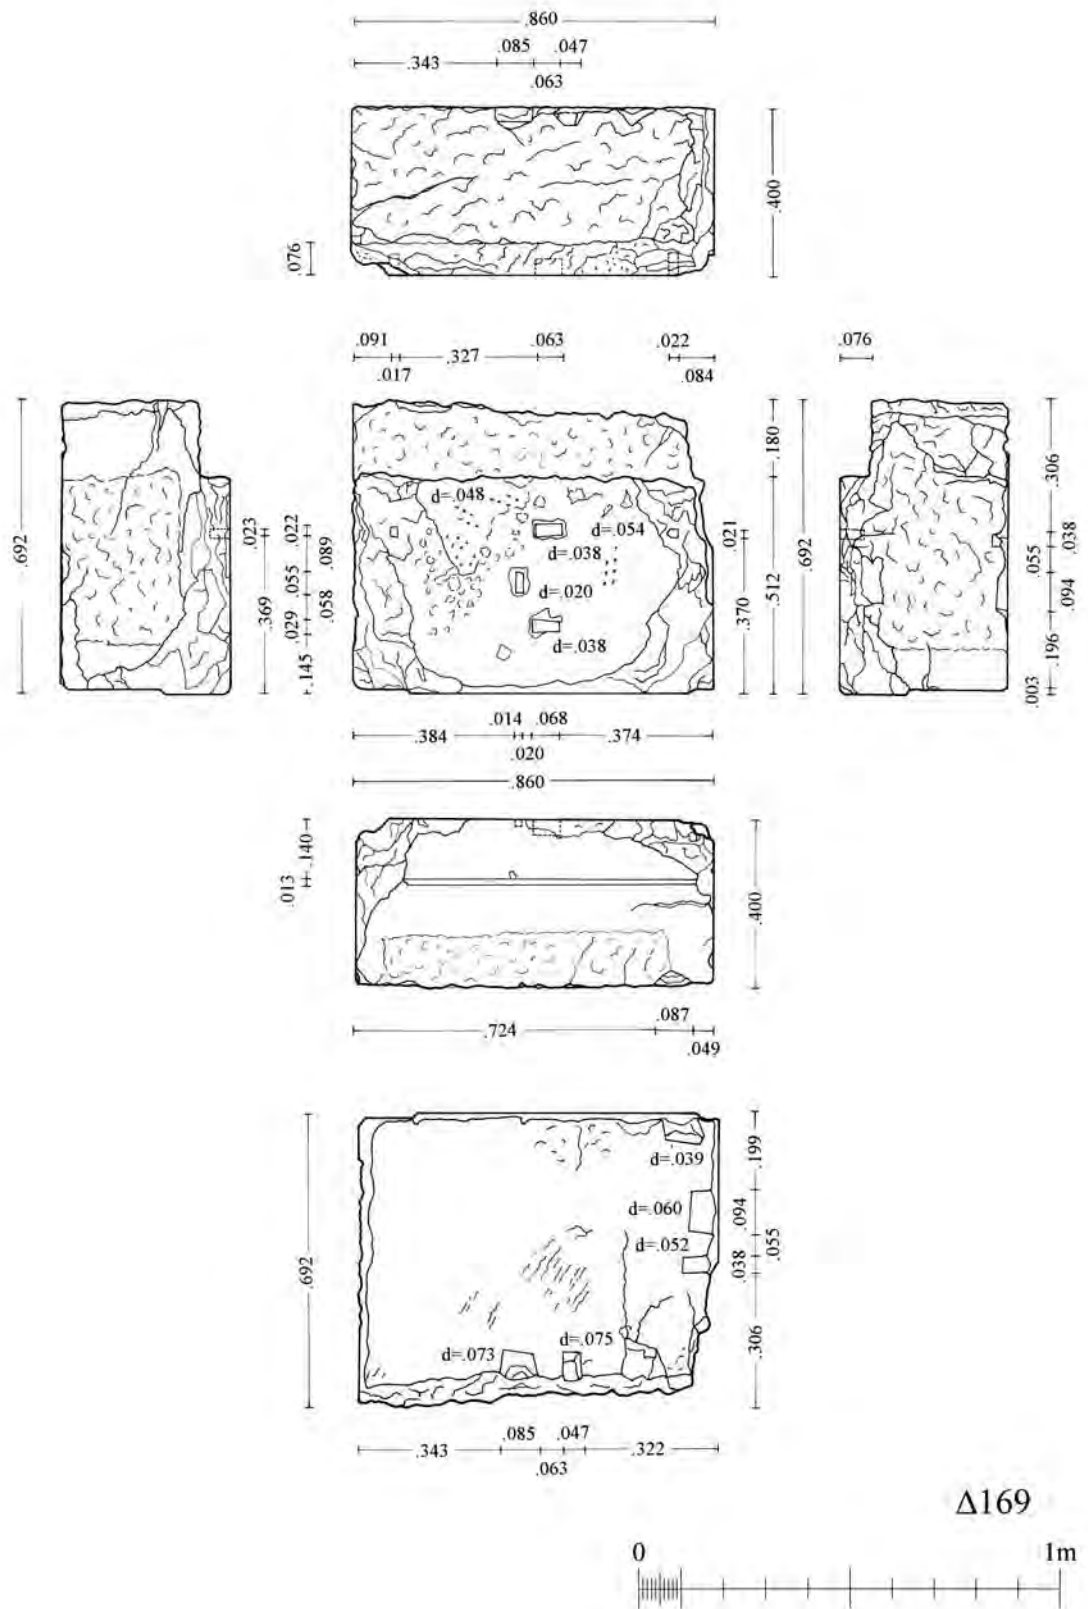 .860
.343 .085 .047
.063
.400
.076
.091 .327 .063 .022
.017 .084
.076
.692
.023
.369
.022
.089
.055
.058
.029
.145
d=.048
d=.054
d=.038
d=.020
d=.038
.180
.021
.512
.370
.692
.306
.038
.055
.094
.196
.003
.384 .014 .068 .374
.020
.860
.140
.013
.400
.724 .087
.049
.692
d=.039
d=.060
d=.052
d=.075
d=.073
.199
.094
.055
.038
.306
.343 .085 .047 .322
.063
Δ169
0 1m